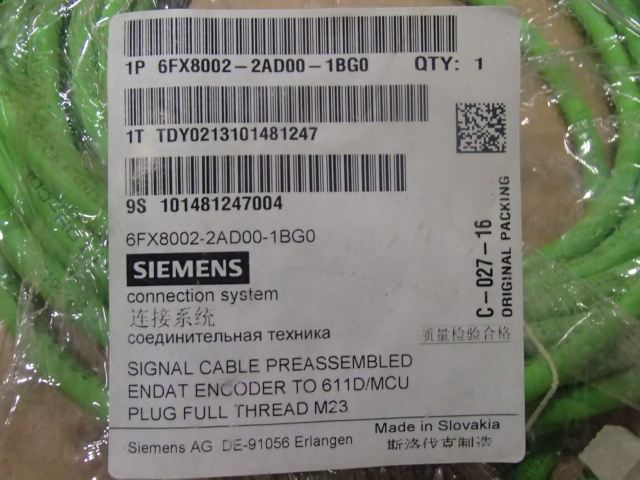 1P 6FX8002-2AD00-1BG0 QTY: 1
1T TDY0213101481247
9S 101481247004
6FX8002-2AD00-1BG0
SIEMENS
connection system
连接系统
соединительная техника
C-027-16
ORIGINAL PACKING
质量检验合格
SIGNAL CABLE PREASSEMBLED
ENDAT ENCODER TO 611D/MCU
PLUG FULL THREAD M23
Siemens AG DE-91056 Erlangen
Made in Slovakia
斯洛伐克制造